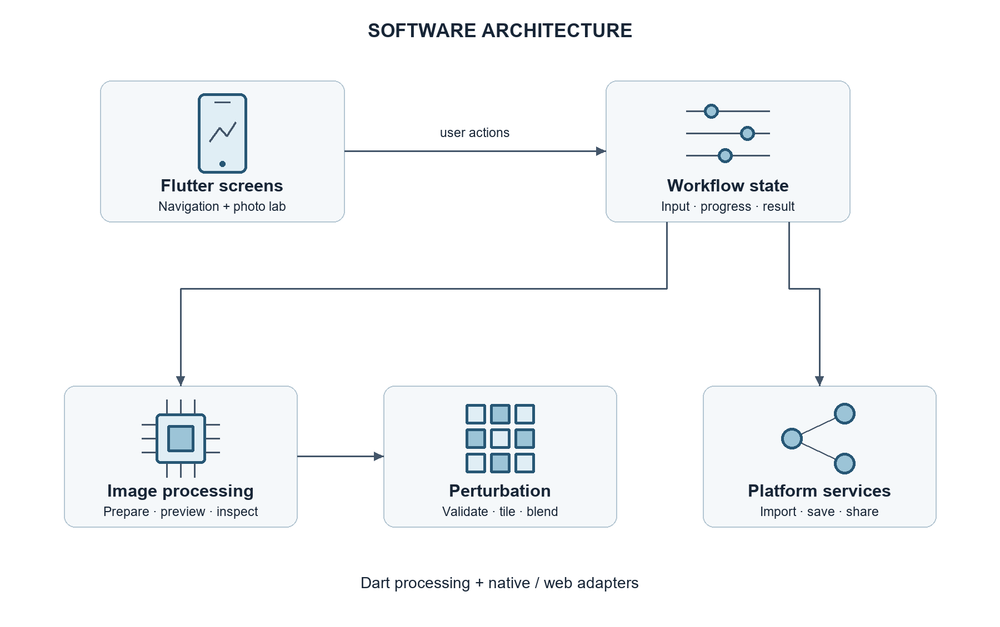 SOFTWARE ARCHITECTURE
user actions
Flutter screens
Navigation + photo lab
Workflow state
Input · progress · result
Image processing
Prepare · preview · inspect
Perturbation
Validate · tile · blend
Platform services
Import · save · share
Dart processing + native / web adapters